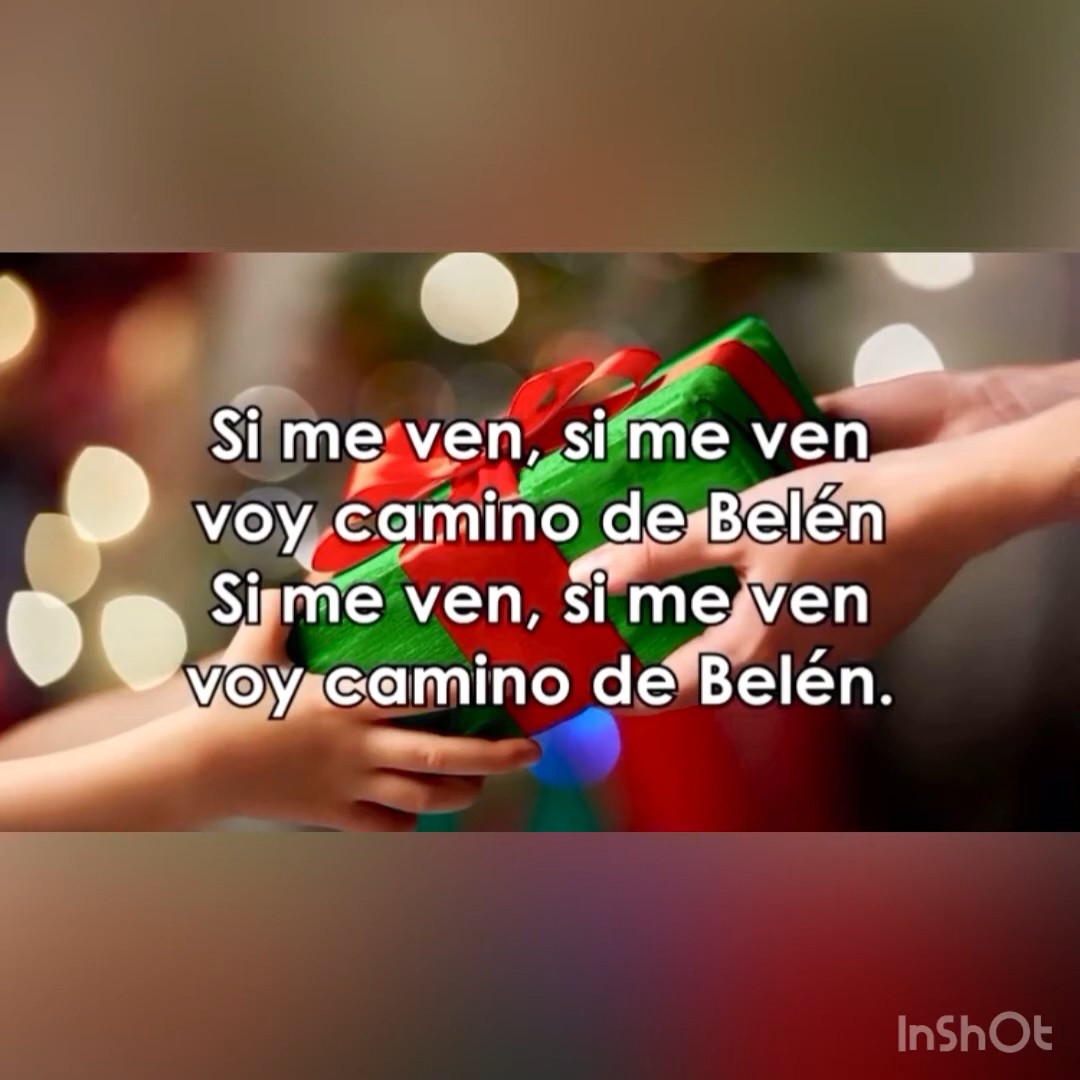 Si me ven, si me ven
voy camino de Belén
Si me ven, si me ven
voy camino de Belén.
InShOt